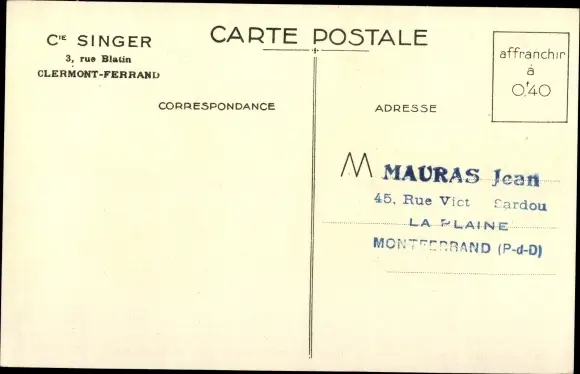 Cie SINGER
3, rue Blatin
CLERMONT-FERRAND
CARTE POSTALE
affranchir
à
0f,40
CORRESPONDANCE
ADRESSE
M MAURAS Jean
45, Rue Vict Sardou
LA PLAINE
MONTFERRAND (P-d-D)